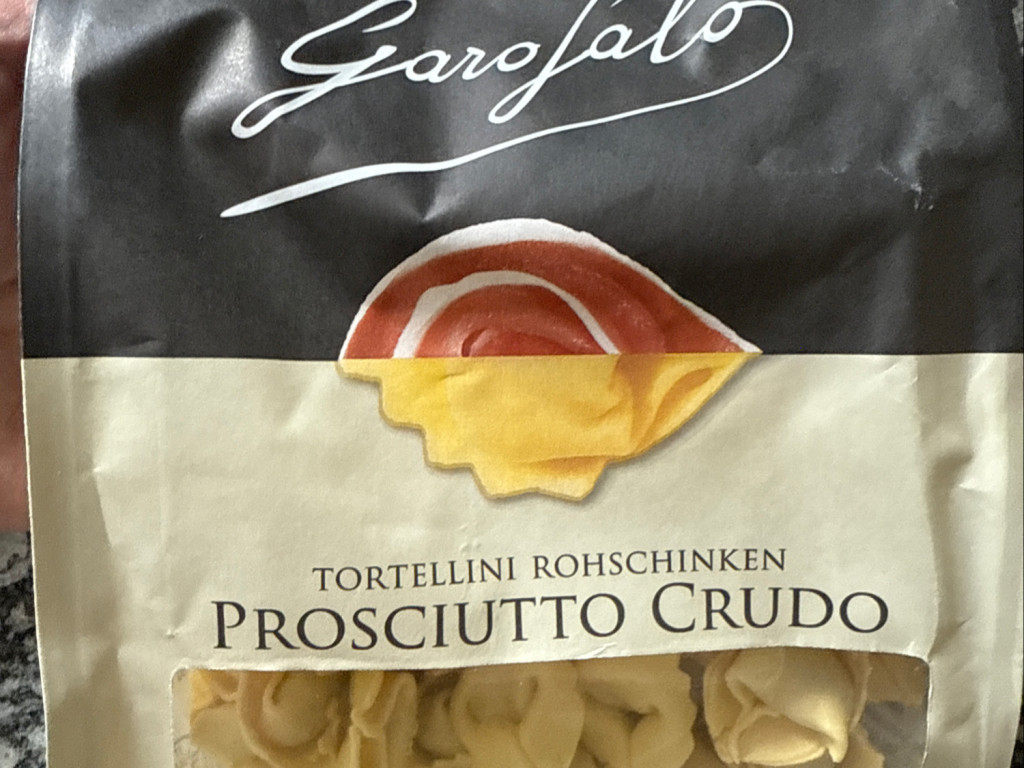 Garofalo
TORTELLINI ROHSCHINKEN
PROSCIUTTO CRUDO